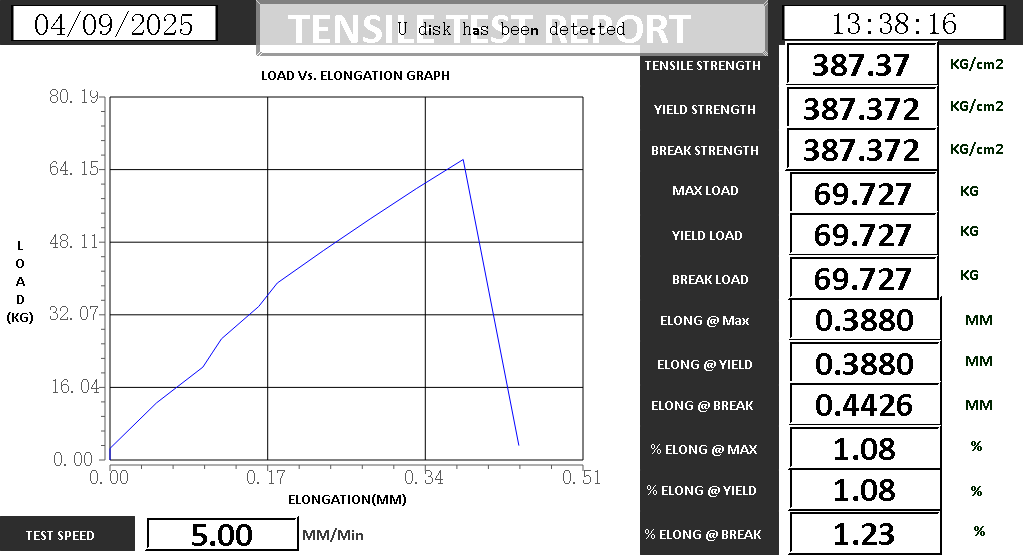 04/09/2025
TENSILE TEST REPORT
U disk has been detected
13:38:16
LOAD Vs. ELONGATION GRAPH
80.19
64.15
48.11
32.07
16.04
0.00
L
O
A
D
(KG)
0.00 0.17 0.34 0.51
ELONGATION(MM)
TEST SPEED 5.00 MM/Min
TENSILE STRENGTH 387.37 KG/cm2
YIELD STRENGTH 387.372 KG/cm2
BREAK STRENGTH 387.372 KG/cm2
MAX LOAD 69.727 KG
YIELD LOAD 69.727 KG
BREAK LOAD 69.727 KG
ELONG @ Max 0.3880 MM
ELONG @ YIELD 0.3880 MM
ELONG @ BREAK 0.4426 MM
% ELONG @ MAX 1.08 %
% ELONG @ YIELD 1.08 %
% ELONG @ BREAK 1.23 %